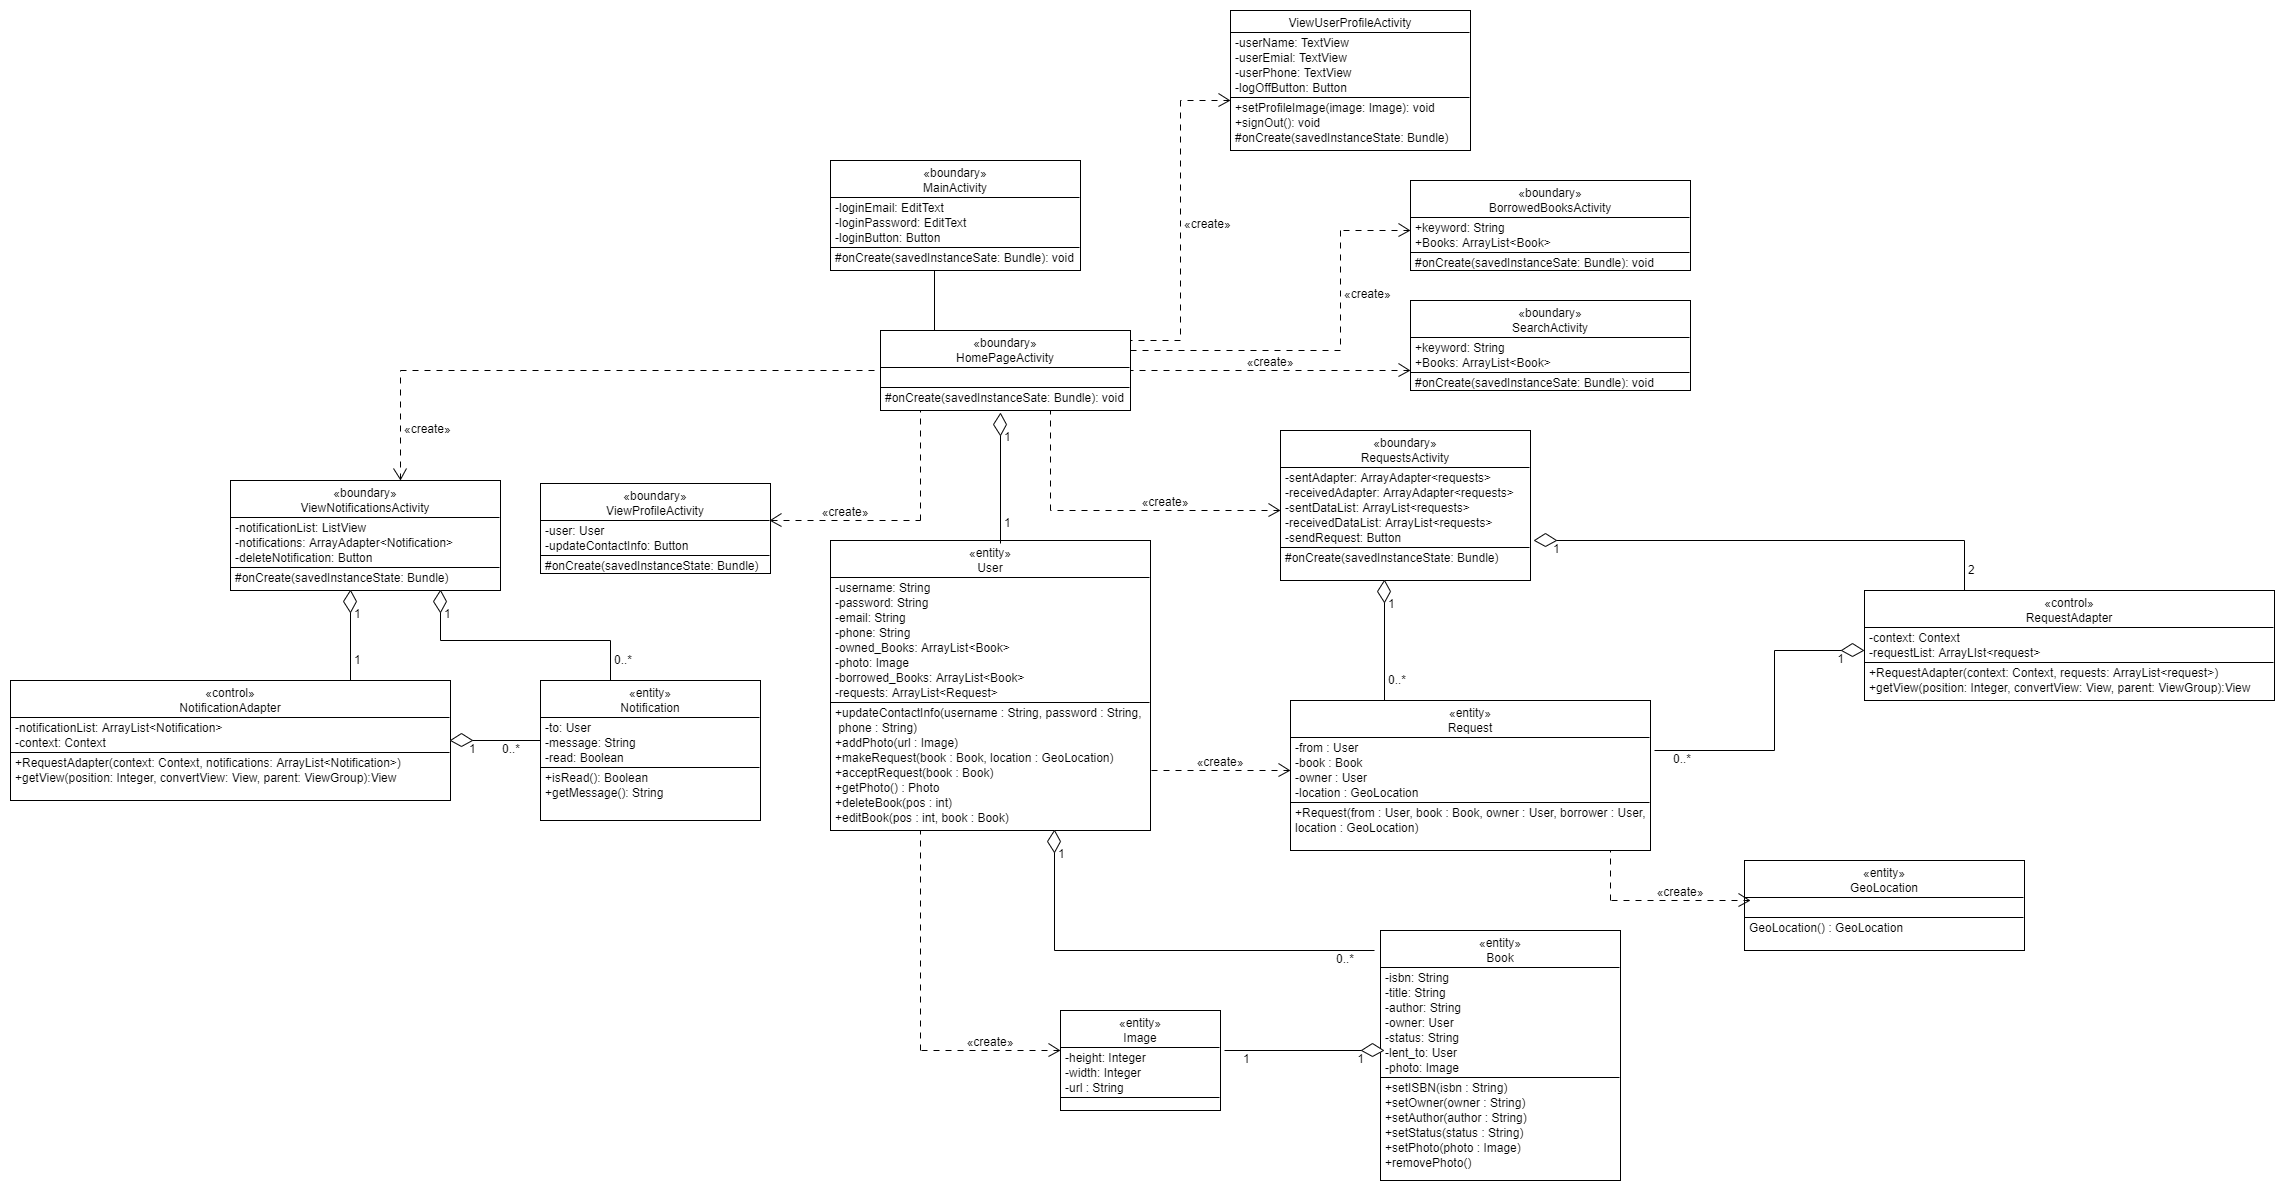 ViewUserProfileActivity
-userName: TextView
-userEmial: TextView
-userPhone: TextView
-logOffButton: Button
+setProfileImage(image: Image): void
+signOut(): void
#onCreate(savedInstanceState: Bundle)
«boundary»
MainActivity
-loginEmail: EditText
-loginPassword: EditText
-loginButton: Button
#onCreate(savedInstanceSate: Bundle): void
«create»
«boundary»
BorrowedBooksActivity
+keyword: String
+Books: ArrayList<Book>
#onCreate(savedInstanceSate: Bundle): void
«create»
«boundary»
SearchActivity
+keyword: String
+Books: ArrayList<Book>
#onCreate(savedInstanceSate: Bundle): void
«create»
«boundary»
HomePageActivity
#onCreate(savedInstanceSate: Bundle): void
«create»
1
1
«create»
«create»
«boundary»
ViewNotificationsActivity
-notificationList: ListView
-notifications: ArrayAdapter<Notification>
-deleteNotification: Button
#onCreate(savedInstanceState: Bundle)
«boundary»
ViewProfileActivity
-user: User
-updateContactInfo: Button
#onCreate(savedInstanceState: Bundle)
«boundary»
RequestsActivity
-sentAdapter: ArrayAdapter<requests>
-receivedAdapter: ArrayAdapter<requests>
-sentDataList: ArrayList<requests>
-receivedDataList: ArrayList<requests>
-sendRequest: Button
#onCreate(savedInstanceState: Bundle)
1
2
1
0..*
1
1
1
0..*
«entity»
User
-username: String
-password: String
-email: String
-phone: String
-owned_Books: ArrayList<Book>
-photo: Image
-borrowed_Books: ArrayList<Book>
-requests: ArrayList<Request>
+updateContactInfo(username : String, password : String,
phone : String)
+addPhoto(url : Image)
+makeRequest(book : Book, location : GeoLocation)
+acceptRequest(book : Book)
+getPhoto() : Photo
+deleteBook(pos : int)
+editBook(pos : int, book : Book)
«control»
RequestAdapter
-context: Context
-requestList: ArrayLIst<request>
+RequestAdapter(context: Context, requests: ArrayList<request>)
+getView(position: Integer, convertView: View, parent: ViewGroup):View
1
0..*
«control»
NotificationAdapter
-notificationList: ArrayList<Notification>
-context: Context
+RequestAdapter(context: Context, notifications: ArrayList<Notification>)
+getView(position: Integer, convertView: View, parent: ViewGroup):View
1
0..*
«entity»
Notification
-to: User
-message: String
-read: Boolean
+isRead(): Boolean
+getMessage(): String
«create»
«entity»
Request
-from : User
-book : Book
-owner : User
-location : GeoLocation
+Request(from : User, book : Book, owner : User, borrower : User,
location : GeoLocation)
«create»
«entity»
GeoLocation
GeoLocation() : GeoLocation
1
0..*
«create»
«entity»
Image
-height: Integer
-width: Integer
-url : String
1
1
«entity»
Book
-isbn: String
-title: String
-author: String
-owner: User
-status: String
-lent_to: User
-photo: Image
+setISBN(isbn : String)
+setOwner(owner : String)
+setAuthor(author : String)
+setStatus(status : String)
+setPhoto(photo : Image)
+removePhoto()